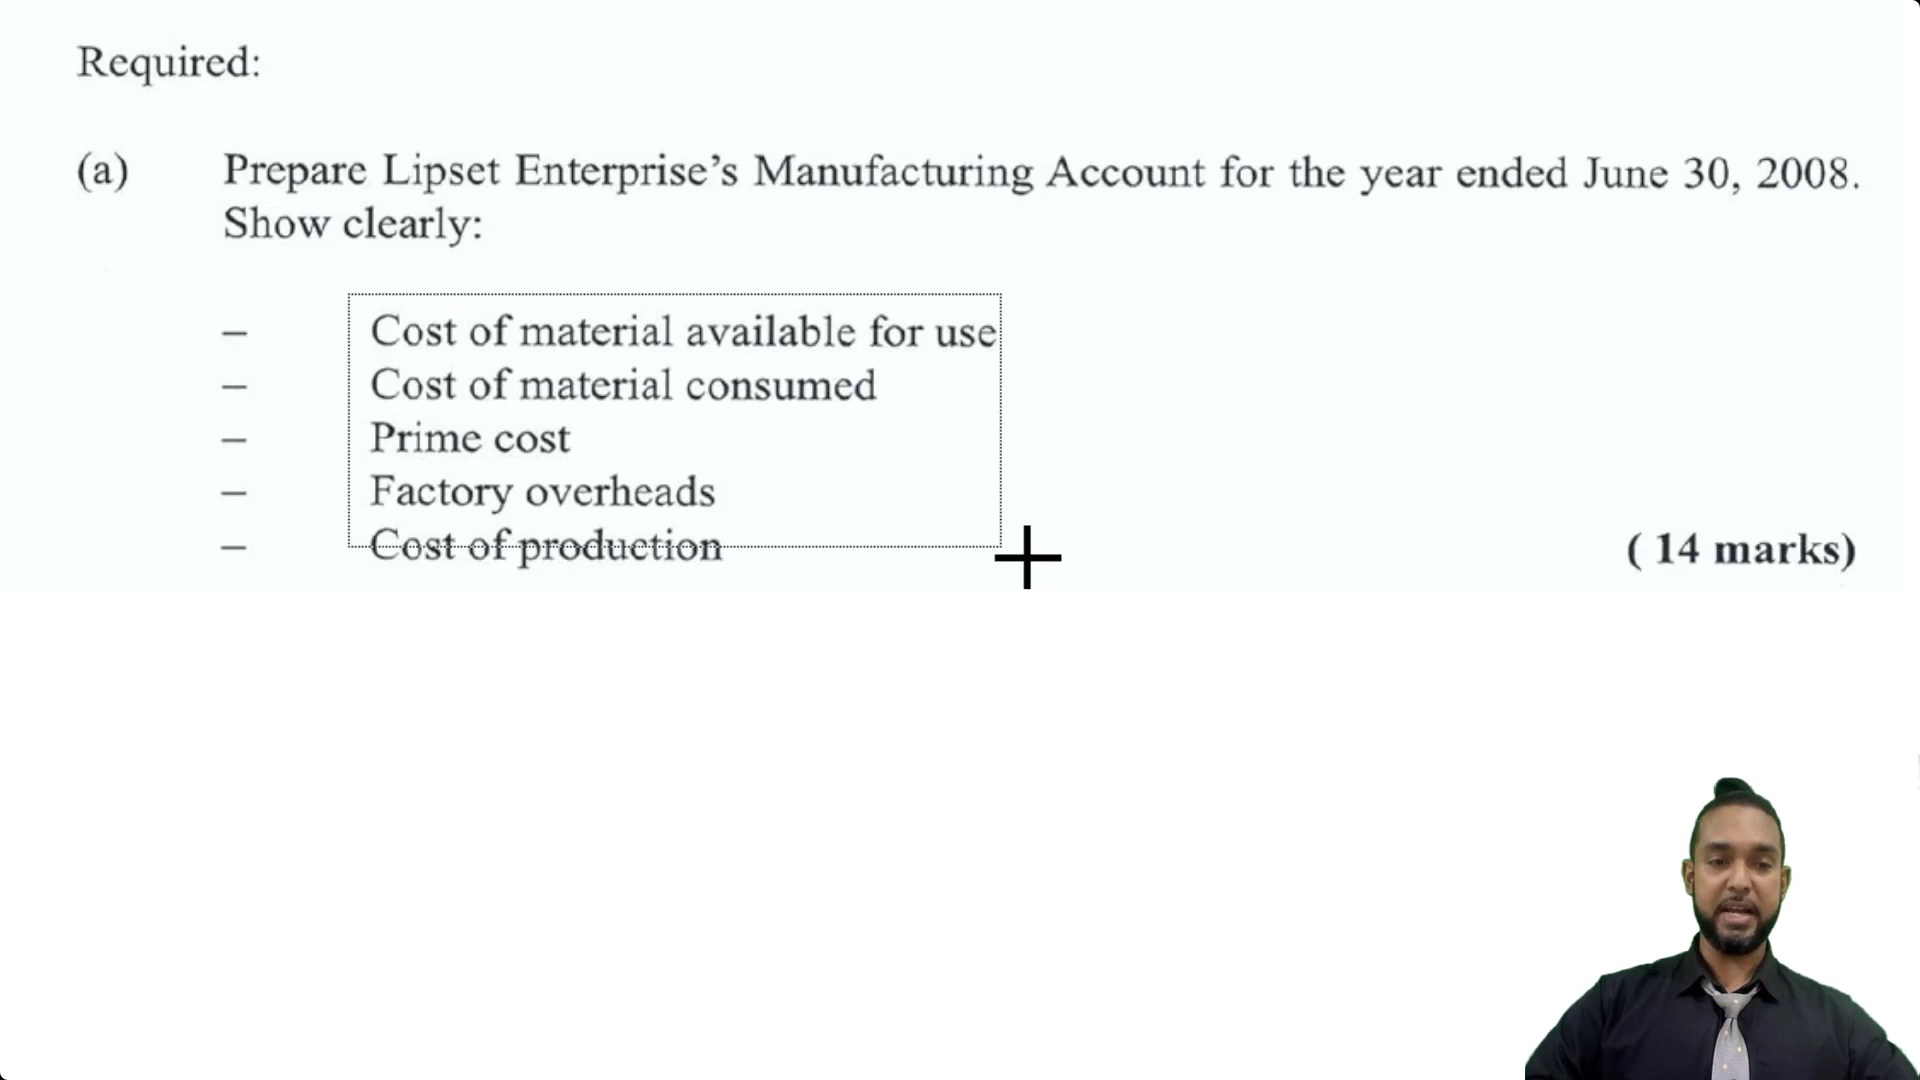 Required:
(a) Prepare Lipset Enterprise’s Manufacturing Account for the year ended June 30, 2008.
Show clearly:
– Cost of material available for use
– Cost of material consumed
– Prime cost
– Factory overheads
– Cost of production ( 14 marks)